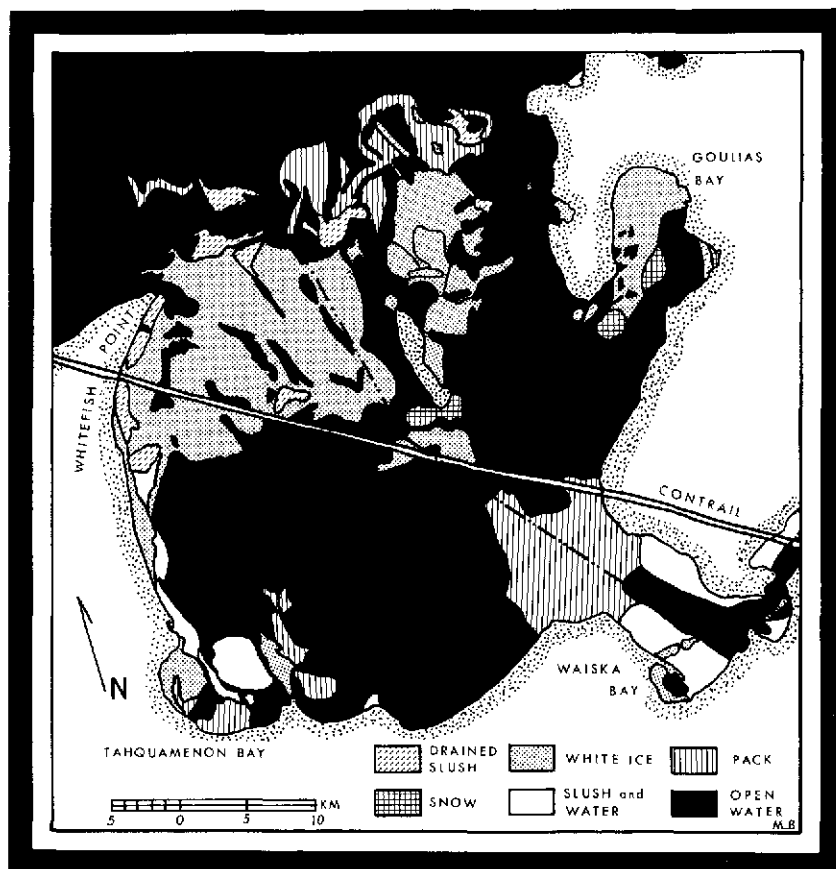 GOULIAS
BAY
WHITEFISH POINT
CONTRAIL
WAISKA
BAY
N
TAHQUAMENON BAY
DRAINED
SLUSH
WHITE ICE
PACK
SNOW
SLUSH and
WATER
OPEN
WATER
KM
5 0 5 10
M.B